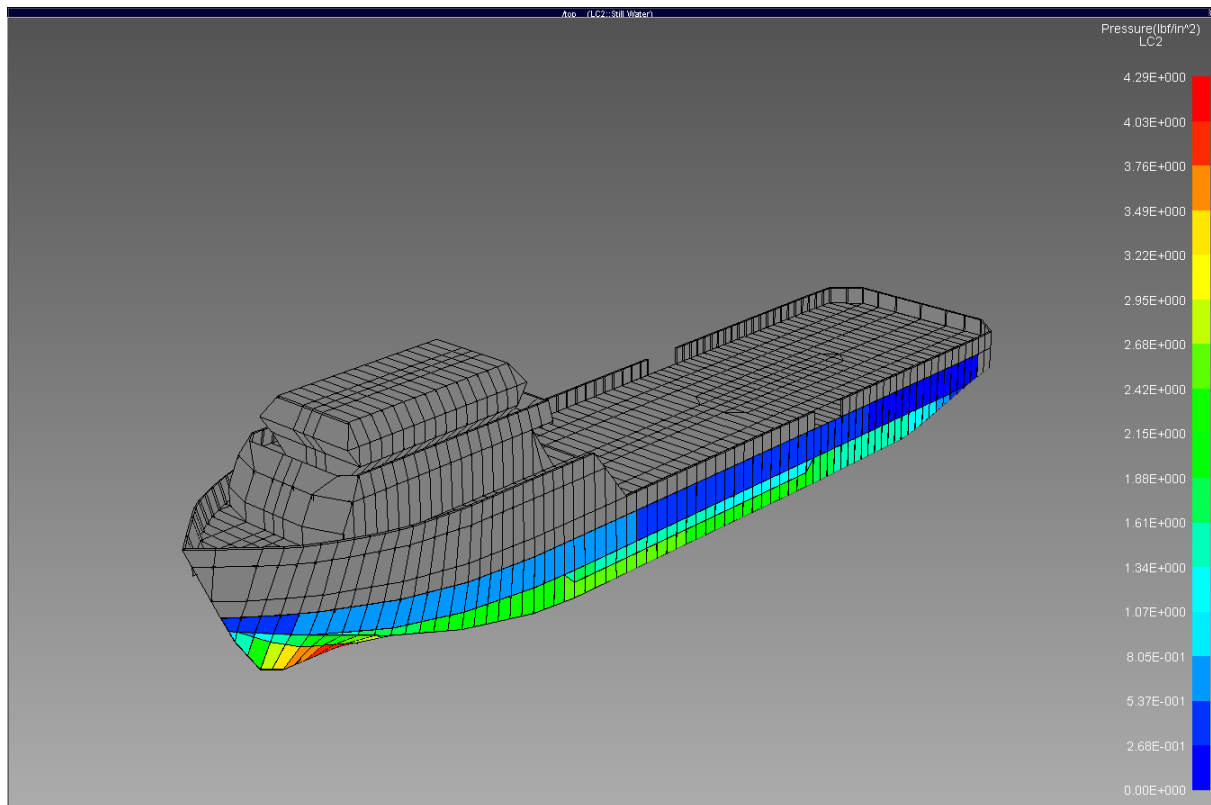 /top (LC2::Still Water)
Pressure(lbf/in^2)
LC2
4.29E+000
4.03E+000
3.76E+000
3.49E+000
3.22E+000
2.95E+000
2.68E+000
2.42E+000
2.15E+000
1.88E+000
1.61E+000
1.34E+000
1.07E+000
8.05E-001
5.37E-001
2.68E-001
0.00E+000